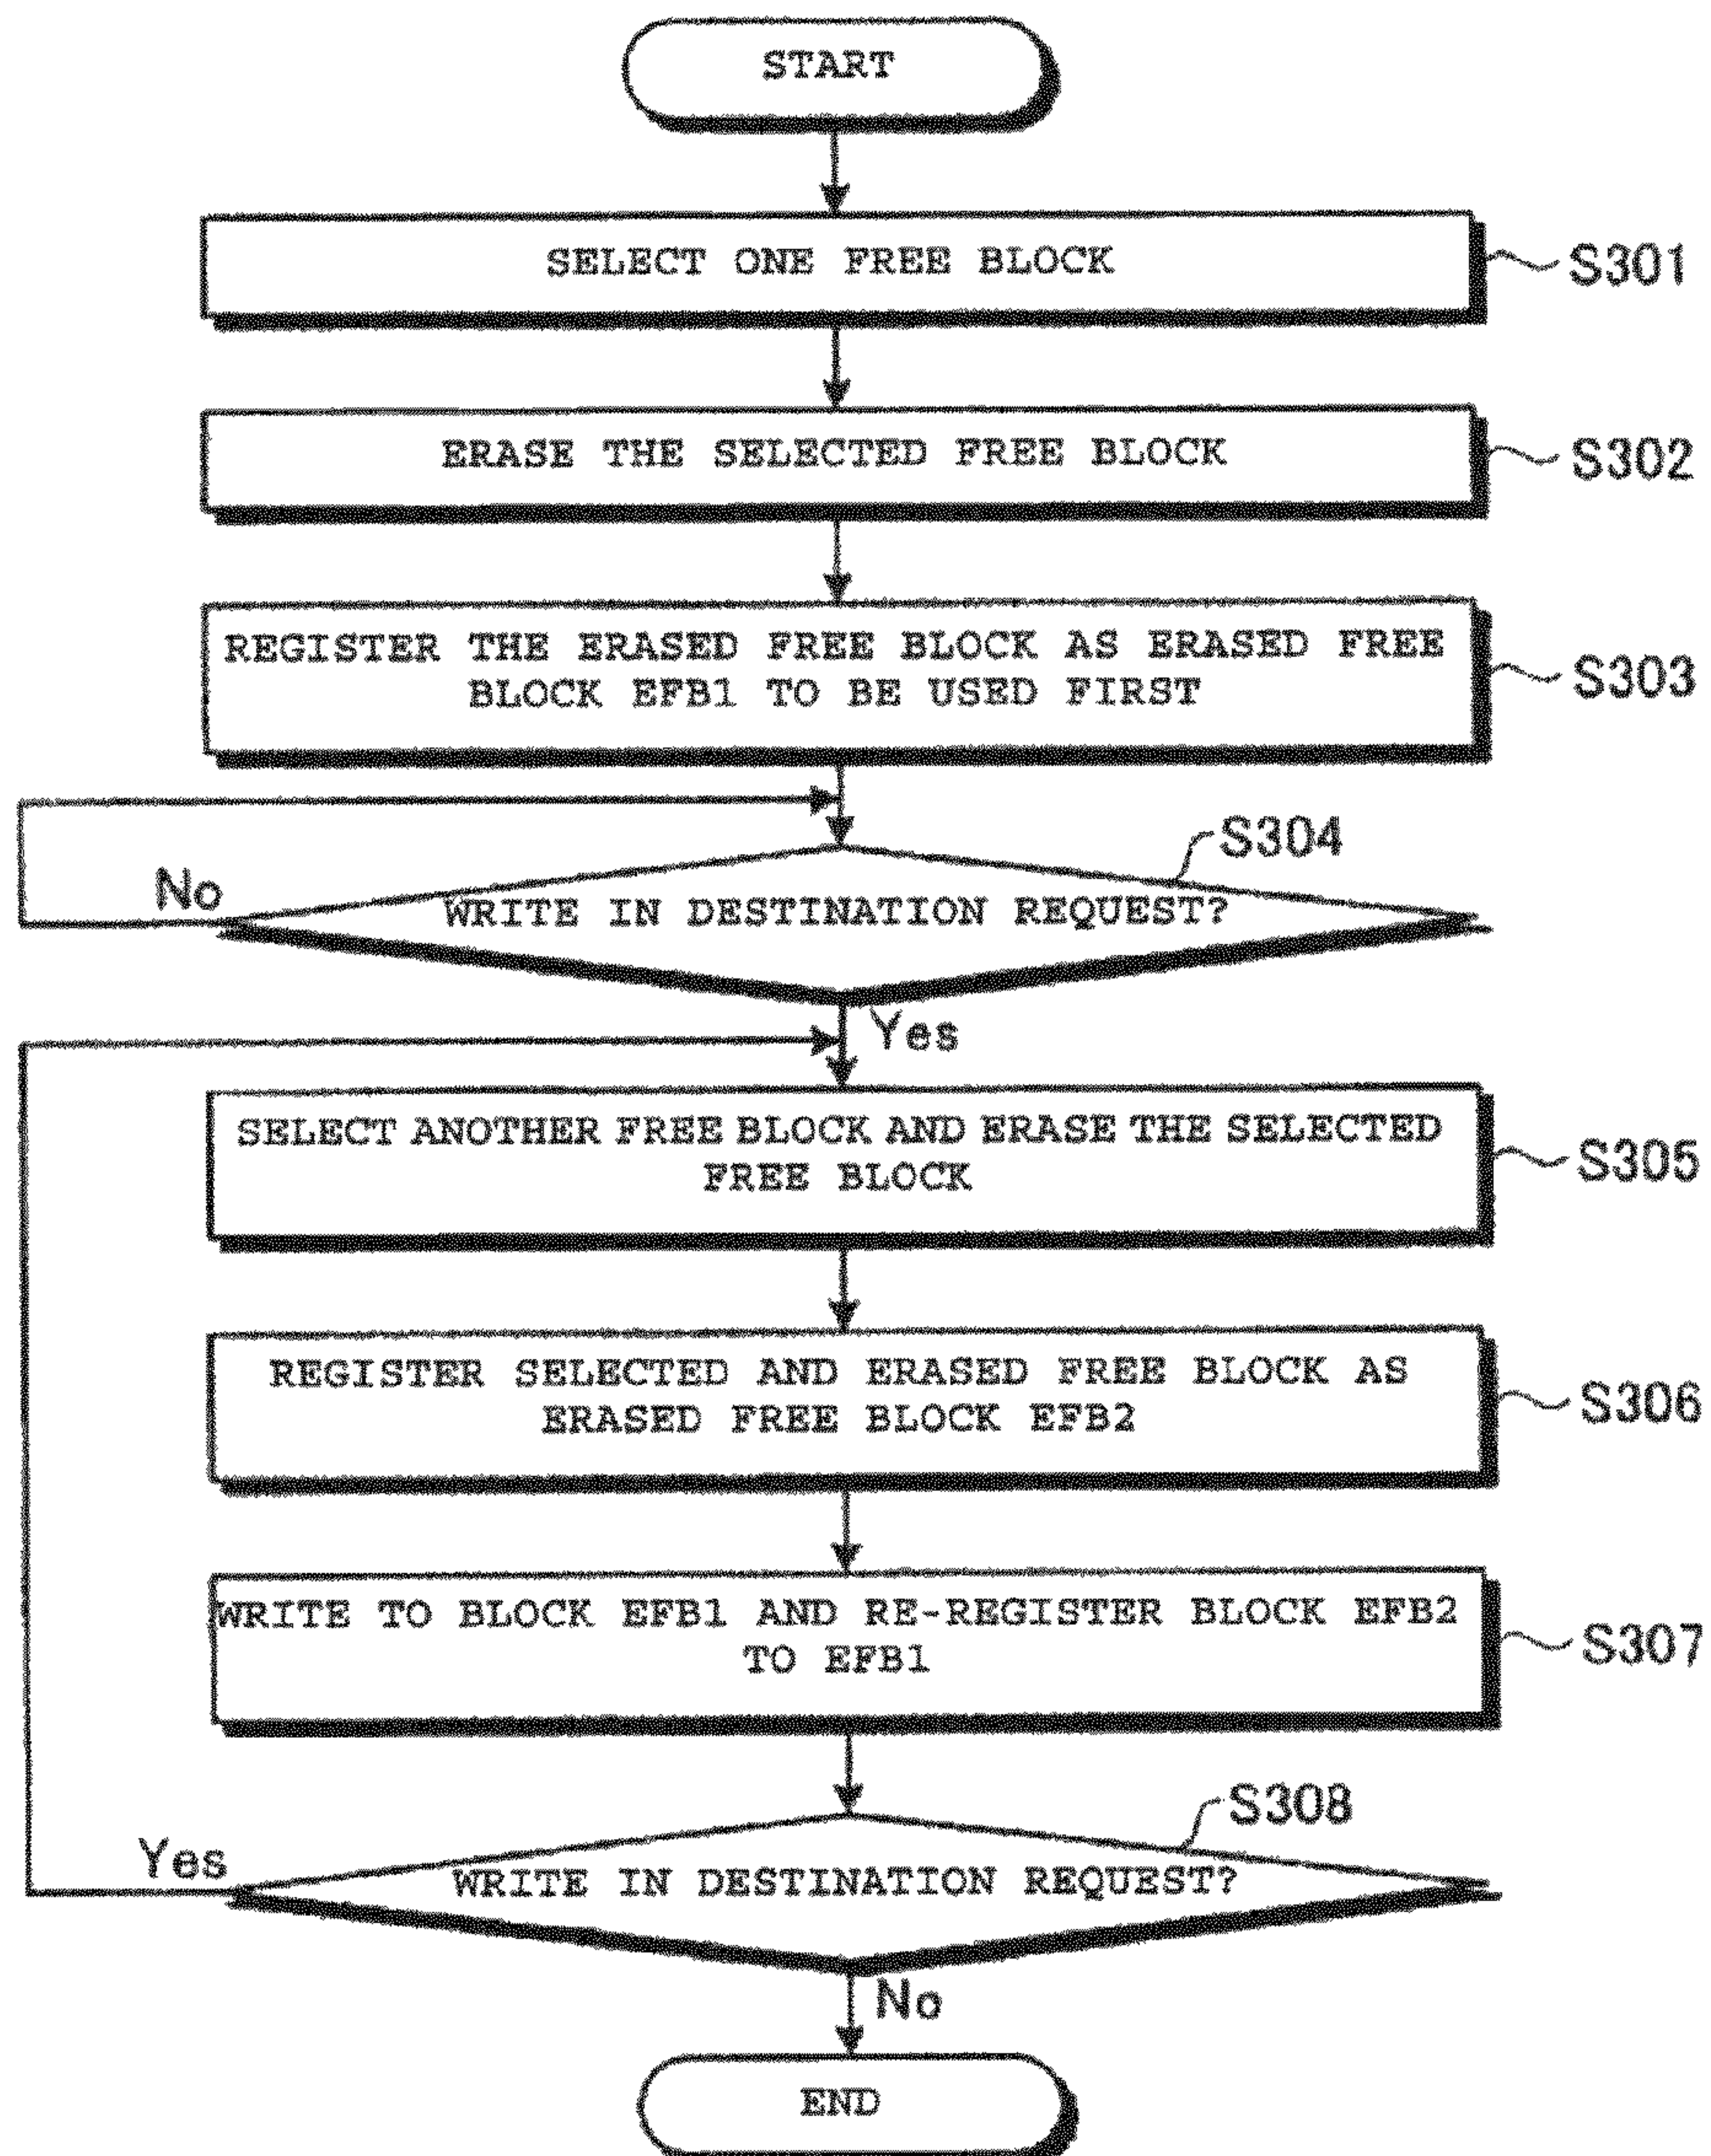 START
SELECT ONE FREE BLOCK
S301
ERASE THE SELECTED FREE BLOCK
S302
REGISTER THE ERASED FREE BLOCK AS ERASED FREE
BLOCK EFB1 TO BE USED FIRST
S303
S304
No
WRITE IN DESTINATION REQUEST?
Yes
SELECT ANOTHER FREE BLOCK AND ERASE THE SELECTED
FREE BLOCK
S305
REGISTER SELECTED AND ERASED FREE BLOCK AS
ERASED FREE BLOCK EFB2
S306
WRITE TO BLOCK EFB1 AND RE-REGISTER BLOCK EFB2
TO EFB1
S307
S308
Yes
WRITE IN DESTINATION REQUEST?
No
END